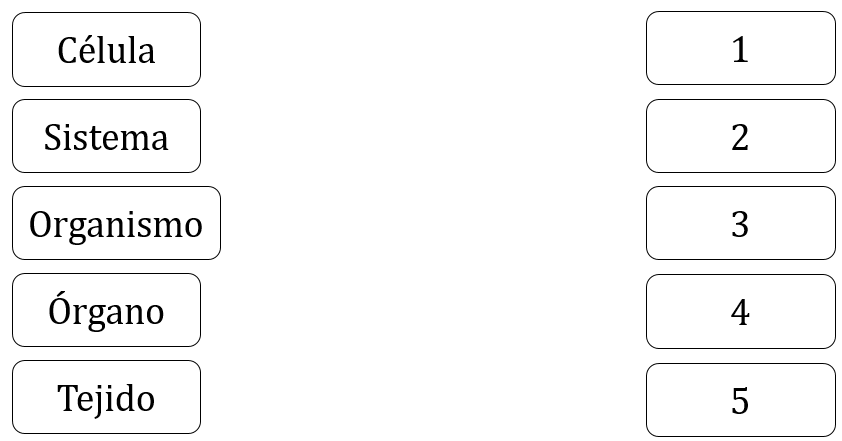 Célula
1
Sistema
2
Organismo
3
Órgano
4
Tejido
5